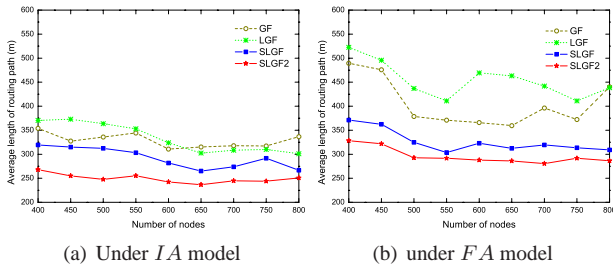 600
550
500
450
400
350
300
250
200
Average length of routing path (m)
GF
LGF
SLGF
SLGF2
400 450 500 550 600 650 700 750 800
Number of nodes
(a) Under IA model
600
550
500
450
400
350
300
250
200
Average length of routing path (m)
GF
LGF
SLGF
SLGF2
400 450 500 550 600 650 700 750 800
Number of nodes
(b) under FA model